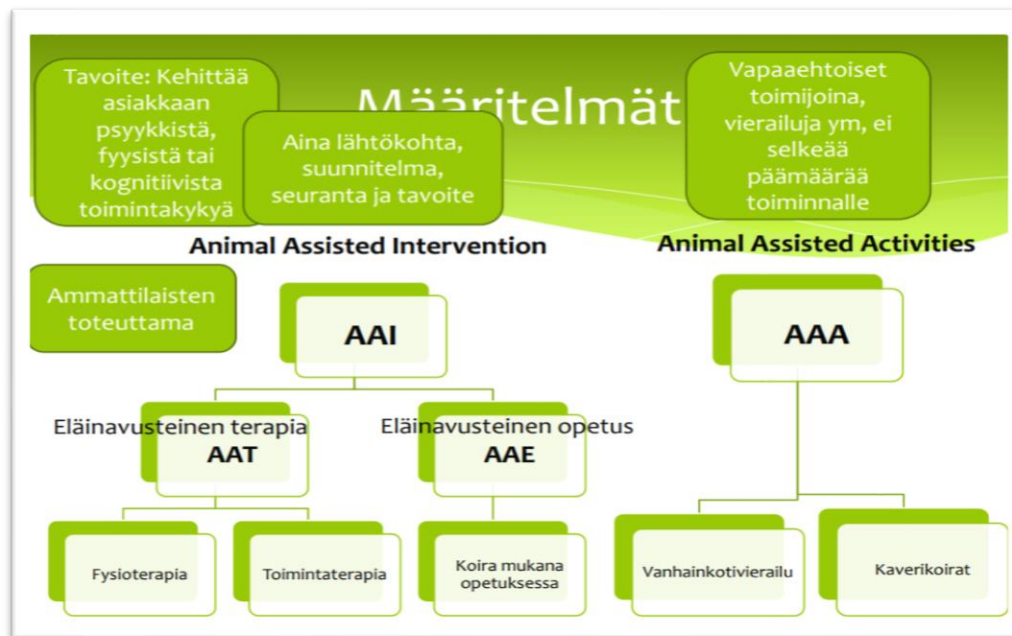 Määritelmät
Tavoite: Kehittää
asiakkaan
psyykkistä,
fyysistä tai
kognitiivista
toimintakykyä
Aina lähtökohta,
suunnitelma,
seuranta ja tavoite
Vapaaehtoiset
toimijoina,
vierailuja ym, ei
selkeää
päämäärää
toiminnalle
Animal Assisted Intervention
Animal Assisted Activities
Ammattilaisten
toteuttama
AAI
AAA
Eläinavusteinen terapia
AAT
Eläinavusteinen opetus
AAE
Fysioterapia
Toimintaterapia
Koira mukana
opetuksessa
Vanhainkotivierailu
Kaverikoirat